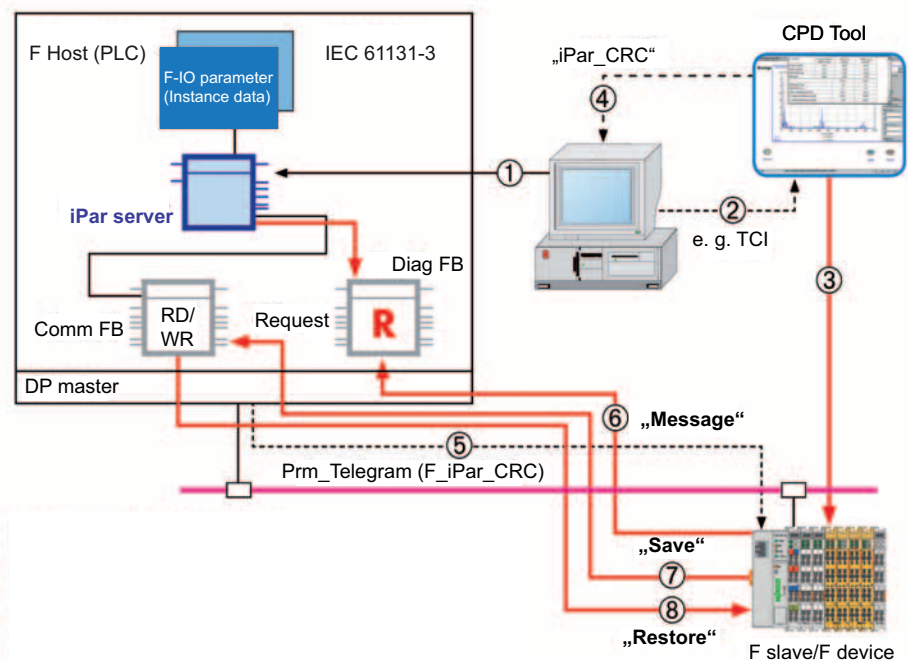 F Host (PLC)
IEC 61131-3
F-IO parameter
(Instance data)
iPar server
Comm FB
RD/
WR
Request
Diag FB
R
DP master
CPD Tool
„iPar_CRC“
④
①
②
e. g. TCI
③
⑥
„Message“
⑤
Prm_Telegram (F_iPar_CRC)
„Save“
⑦
⑧
„Restore“
F slave/F device